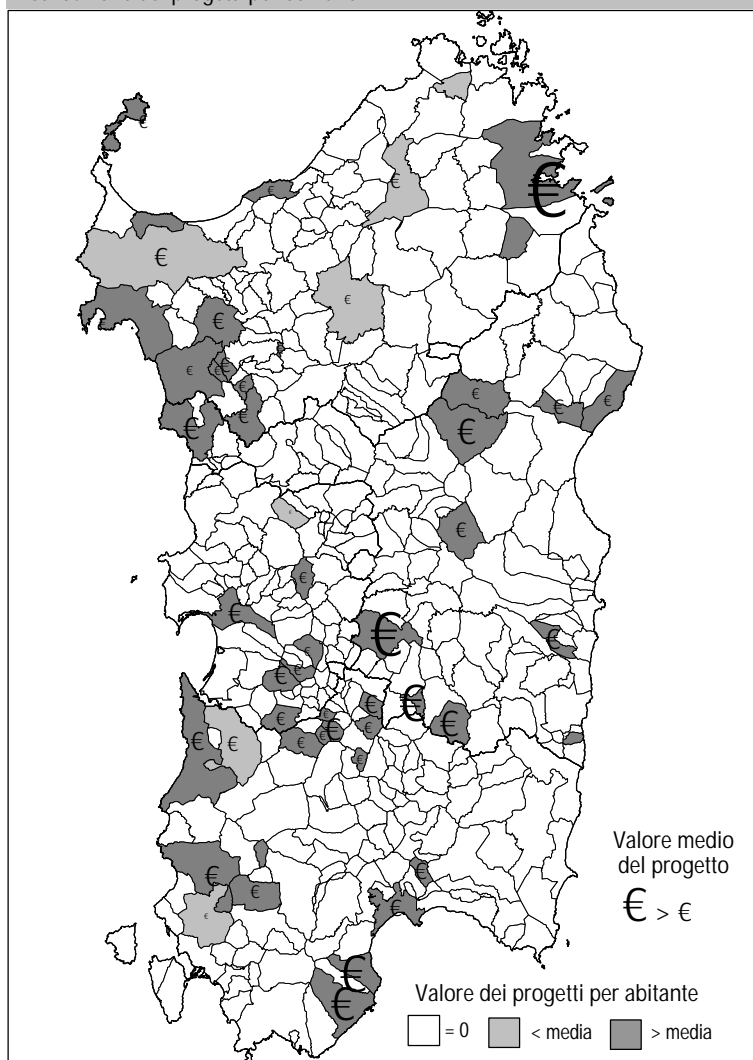 Valore medio
del progetto
€ > €
Valore dei progetti per abitante
= 0 < media > media